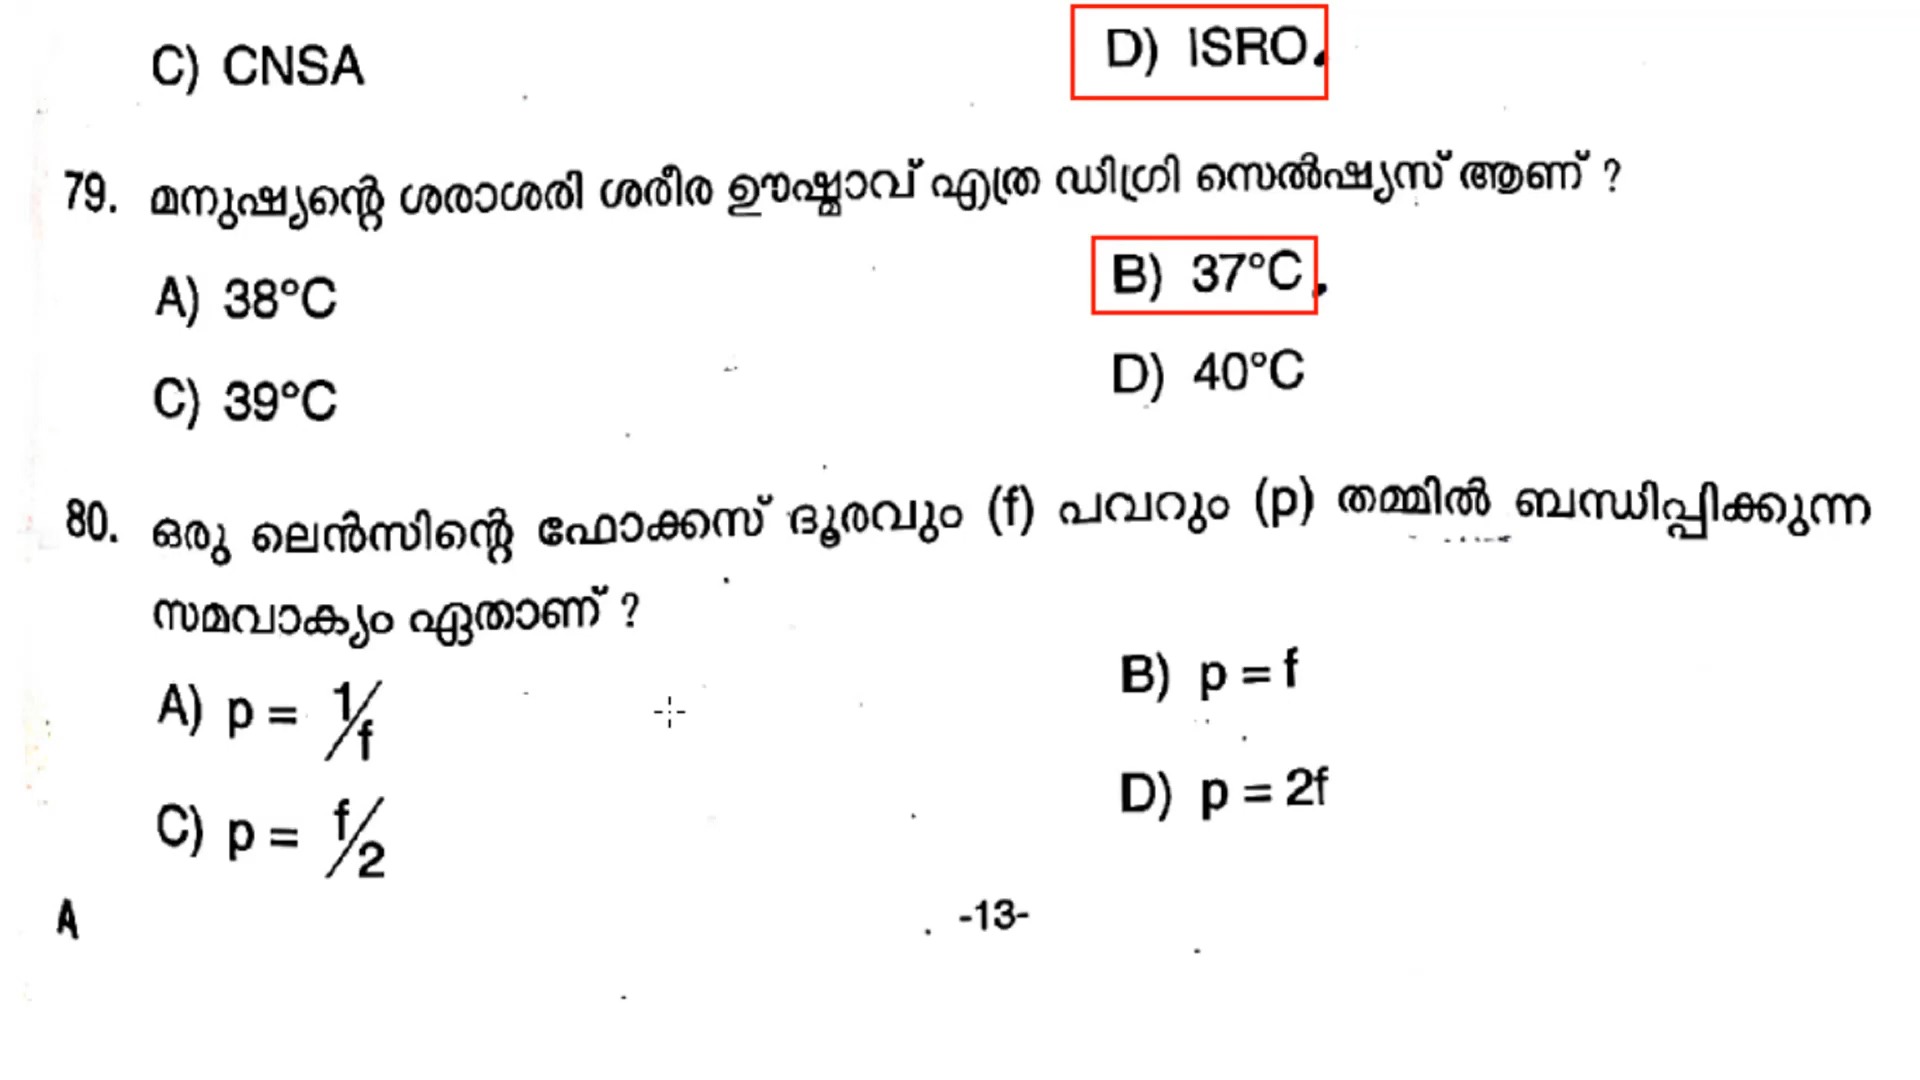 C) CNSA
D) ISRO.
79. മനുഷ്യന്റെ ശരാശരി ശരീര ഊഷ്മാവ് എത്ര ഡിഗ്രി സെൽഷ്യസ് ആണ് ?
A) 38°C
B) 37°C.
C) 39°C
D) 40°C
80. ഒരു ലെൻസിന്റെ ഫോക്കസ് ദൂരവും (f) പവറും (p) തമ്മിൽ ബന്ധിപ്പിക്കുന്ന
സമവാക്യം ഏതാണ് ?
A) p = 1/f
B) p = f
C) p = f/2
D) p = 2f
A
-13-